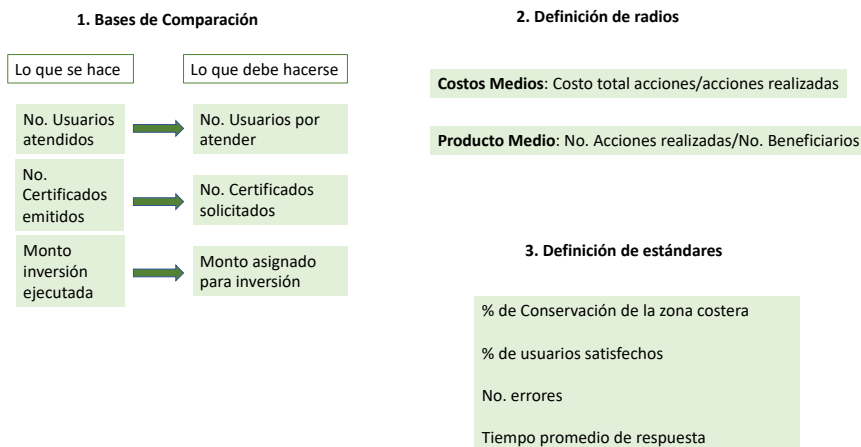 1. Bases de Comparación
Lo que se hace
Lo que debe hacerse
No. Usuarios
atendidos
No. Usuarios por
atender
No.
Certificados
emitidos
No. Certificados
solicitados
Monto
inversión
ejecutada
Monto asignado
para inversión
2. Definición de radios
Costos Medios: Costo total acciones/acciones realizadas
Producto Medio: No. Acciones realizadas/No. Beneficiarios
3. Definición de estándares
% de Conservación de la zona costera
% de usuarios satisfechos
No. errores
Tiempo promedio de respuesta